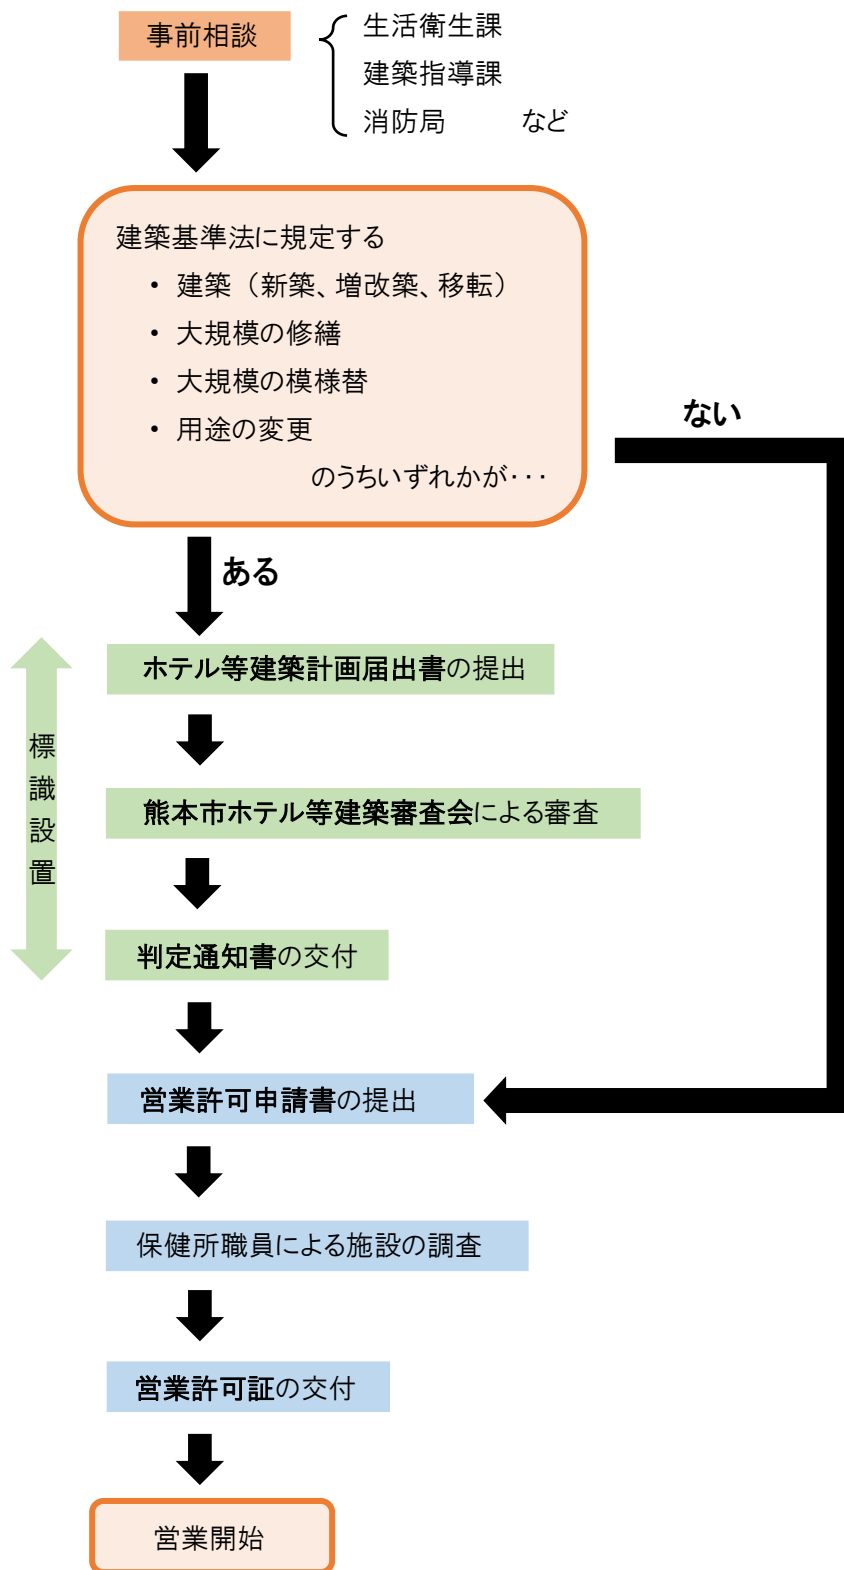 事前相談
生活衛生課
建築指導課
消防局 など
建築基準法に規定する
・ 建築（新築、増改築、移転）
・ 大規模の修繕
・ 大規模の模様替
・ 用途の変更
のうちいずれかが・・・
ない
ある
標識設置
ホテル等建築計画届出書の提出
熊本市ホテル等建築審査会による審査
判定通知書の交付
営業許可申請書の提出
保健所職員による施設の調査
営業許可証の交付
営業開始